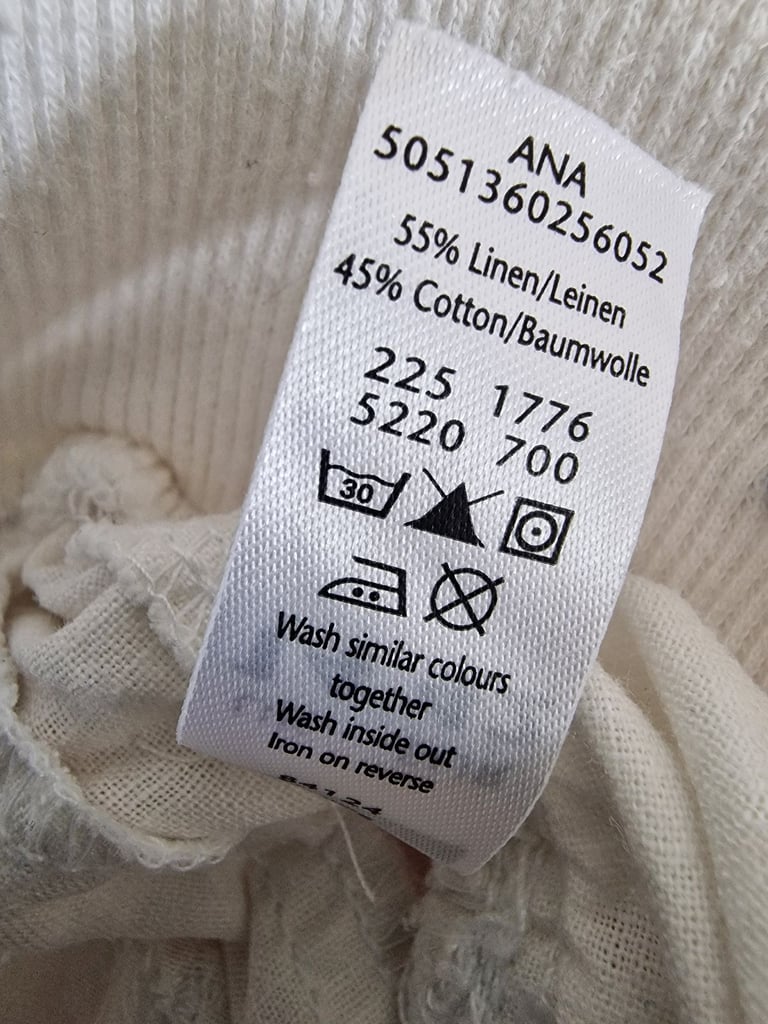 ANA
5051360256052
55% Linen/Leinen
45% Cotton/Baumwolle
225 1776
5220 700
30
Wash similar colours
together
Wash inside out
Iron on reverse
84124